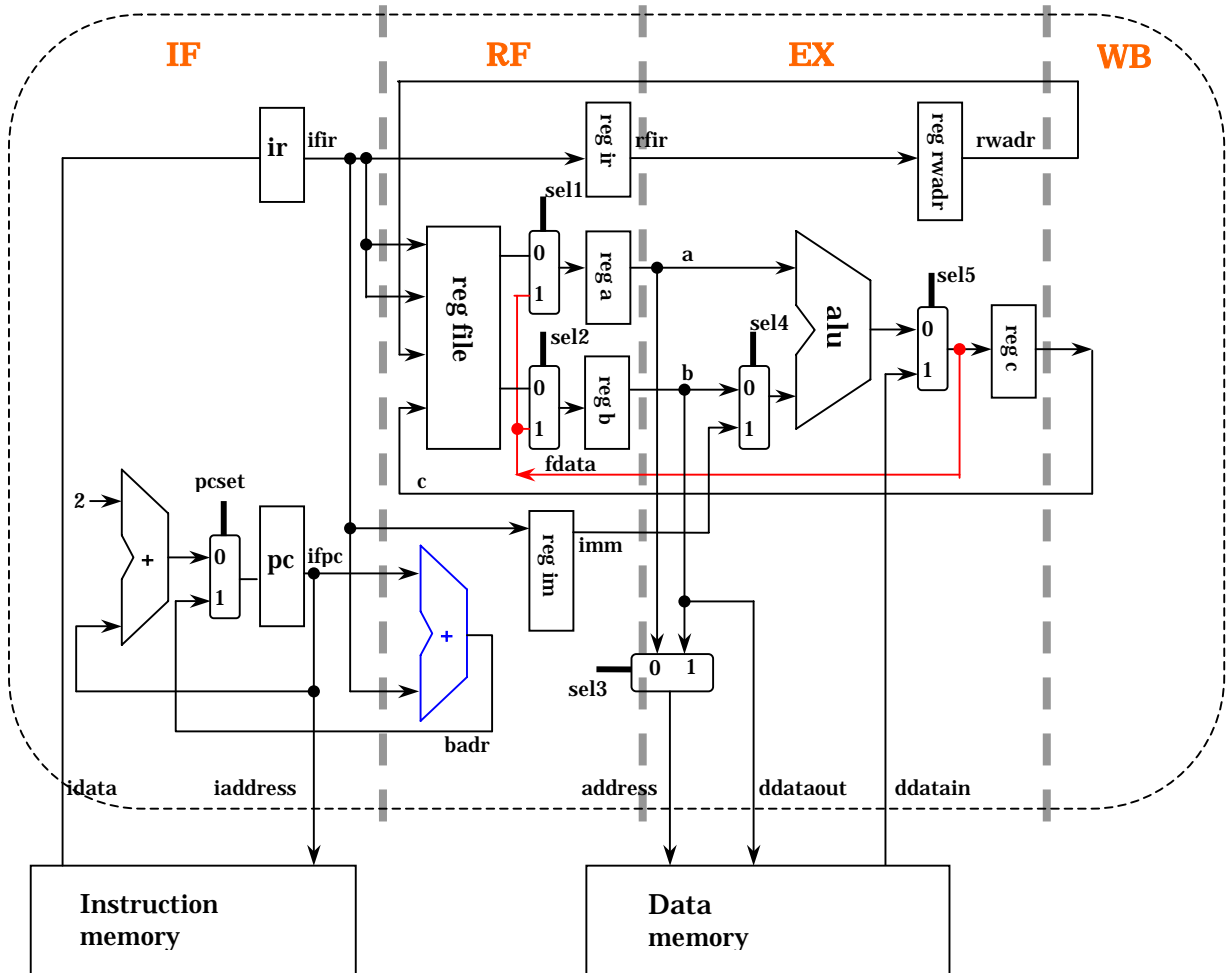 IF
RF
EX
WB
ir
ifir
reg ir
rfir
reg rwadr
rwadr
sel1
reg file
0
1
reg a
a
alu
sel5
0
1
reg c
sel2
0
1
reg b
b
sel4
0
1
fdata
c
2
+
pcset
0
1
pc
ifpc
reg im
imm
+
sel3
0 1
badr
idata
iaddress
address
ddataout
ddatain
Instruction
memory
Data
memory